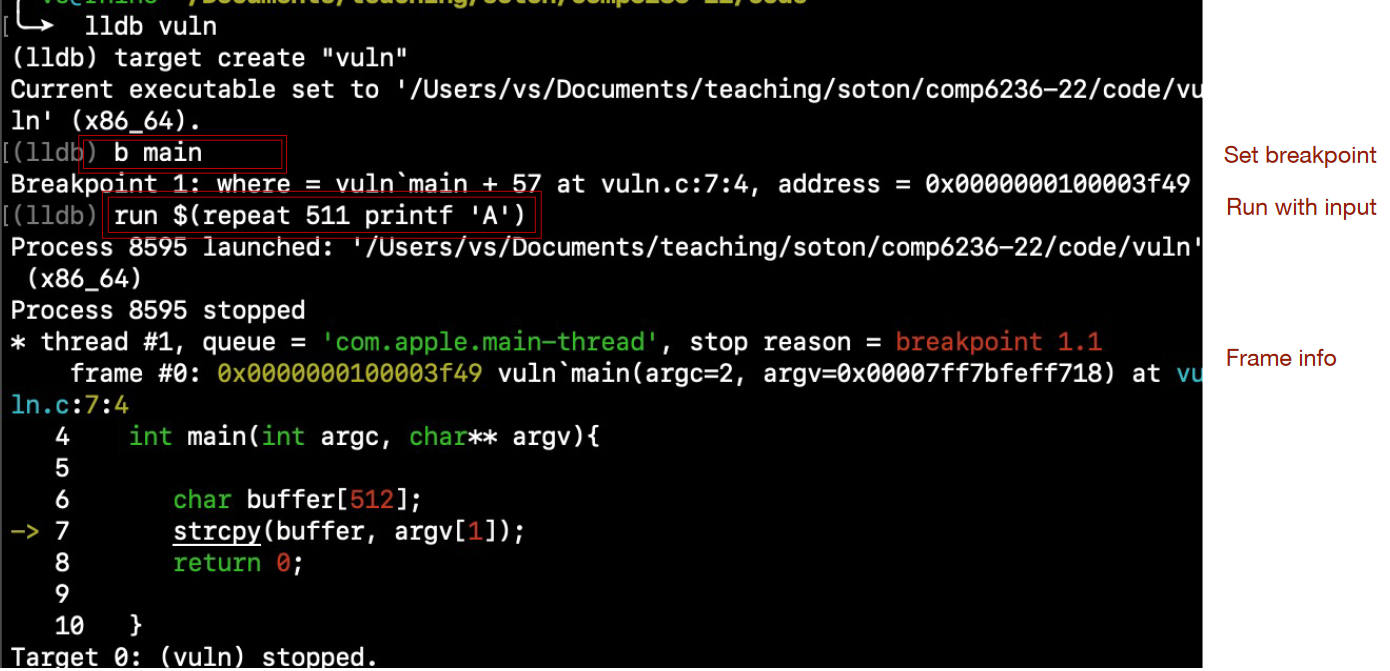 lldb vuln
(lldb) target create "vuln"
Current executable set to '/Users/vs/Documents/teaching/soton/comp6236-22/code/vu
ln' (x86_64).
[(lldb) b main
Set breakpoint
Breakpoint 1: where = vuln`main + 57 at vuln.c:7:4, address = 0x0000000100003f49
[(lldb) run $(repeat 511 printf 'A')
Run with input
Process 8595 launched: '/Users/vs/Documents/teaching/soton/comp6236-22/code/vuln'
(x86_64)
Process 8595 stopped
* thread #1, queue = 'com.apple.main-thread', stop reason = breakpoint 1.1
Frame info
frame #0: 0x0000000100003f49 vuln`main(argc=2, argv=0x00007ff7bfeff718) at vu
ln.c:7:4
4 int main(int argc, char** argv){
5
6 char buffer[512];
-> 7 strcpy(buffer, argv[1]);
8 return 0;
9
10 }
Target 0: (vuln) stopped.